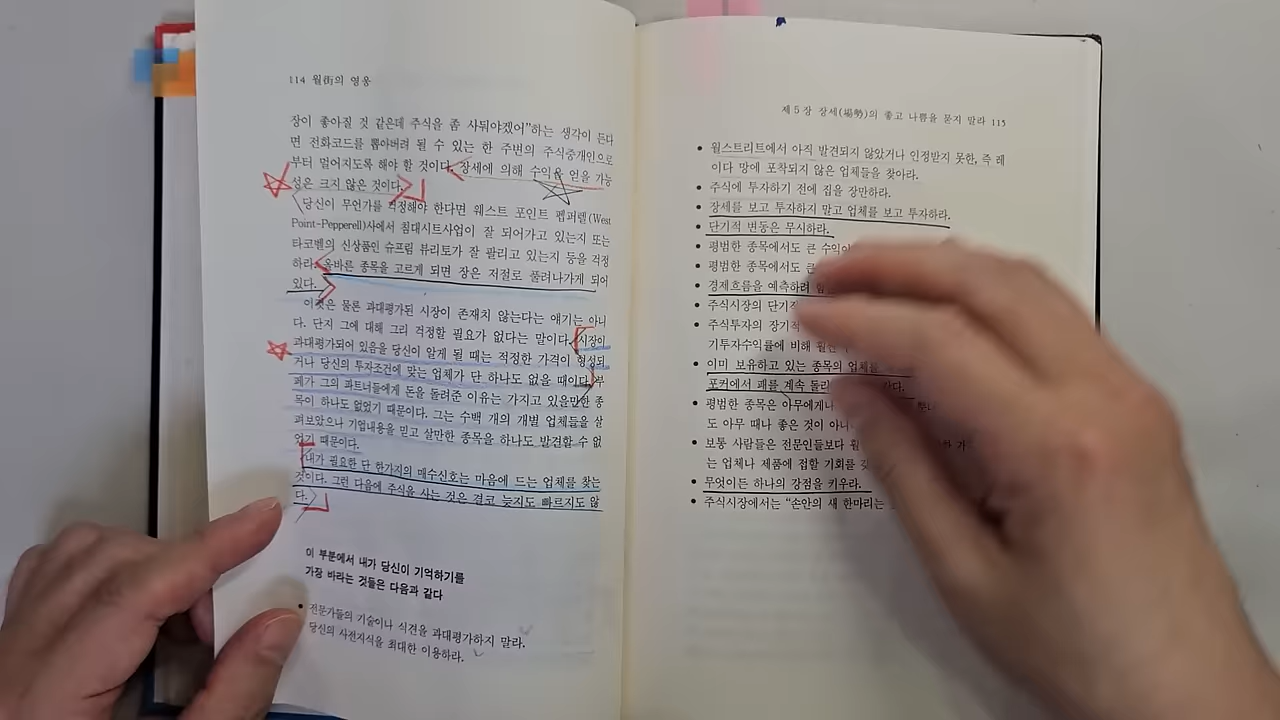 114 월街의 영웅
장이 좋아질 것 같은데 주식을 좀 사둬야겠어”하는 생각이 든다
면 전화코드를 뽑아버려 될 수 있는 한 주변의 주식중개인으로
부터 멀어지도록 해야 할 것이다. 장세에 의해 수익을 얻을 가능
성은 크지 않은 것이다.
당신이 무언가를 걱정해야 한다면 웨스트 포인트 펩퍼렐(West
Point-Pepperell)사에서 침대시트사업이 잘 되어가고 있는지 또는
타코벨의 신상품인 슈프림 뷰리토가 잘 팔리고 있는지 등을 걱정
하라. 올바른 종목을 고르게 되면 장은 저절로 풀려나가게 되어
있다.
이것은 물론 과대평가된 시장이 존재치 않는다는 얘기는 아니
다. 단지 그에 대해 그리 걱정할 필요가 없다는 말이다. 시장이
과대평가되어 있음을 당신이 알게 될 때는 적정한 가격이 형성되
거나 당신의 투자조건에 맞는 업체가 단 하나도 없을 때이다. 부
페가 그의 파트너들에게 돈을 돌려준 이유는 가지고 있을만한 종
목이 하나도 없었기 때문이다. 그는 수백 개의 개별 업체들을 살
펴보았으나 기업내용을 믿고 살만한 종목을 하나도 발견할 수 없
었기 때문이다.
내가 필요한 단 한가지의 매수신호는 마음에 드는 업체를 찾는
것이다. 그런 다음에 주식을 사는 것은 결코 늦지도 빠르지도 않
다.
이 부분에서 내가 당신이 기억하기를
가장 바라는 것들은 다음과 같다
• 전문가들의 기술이나 식견을 과대평가하지 말라.
당신의 사전지식을 최대한 이용하라.
제 5 장 장세(場勢)의 좋고 나쁨을 묻지 말라 115
• 월스트리트에서 아직 발견되지 않았거나 인정받지 못한, 즉 레
이다 망에 포착되지 않은 업체들을 찾아라.
• 주식에 투자하기 전에 집을 장만하라.
• 장세를 보고 투자하지 말고 업체를 보고 투자하라.
• 단기적 변동은 무시하라.
• 평범한 종목에서도 큰 수익이
• 평범한 종목에서도 큰
• 경제흐름을 예측하려
• 주식시장의 단기
• 주식투자의 장기적
기투자수익률에 비해
• 이미 보유하고 있는 종목의 업체를
포커에서 패를 계속 돌리
• 평범한 종목은 아무에게나
도 아무 때나 좋은 것이 아니
• 보통 사람들은 전문인들보다
는 업체나 제품에 접할 기회를
• 무엇이든 하나의 강점을 키우라.
• 주식시장에서는 “손안의 새 한마리는